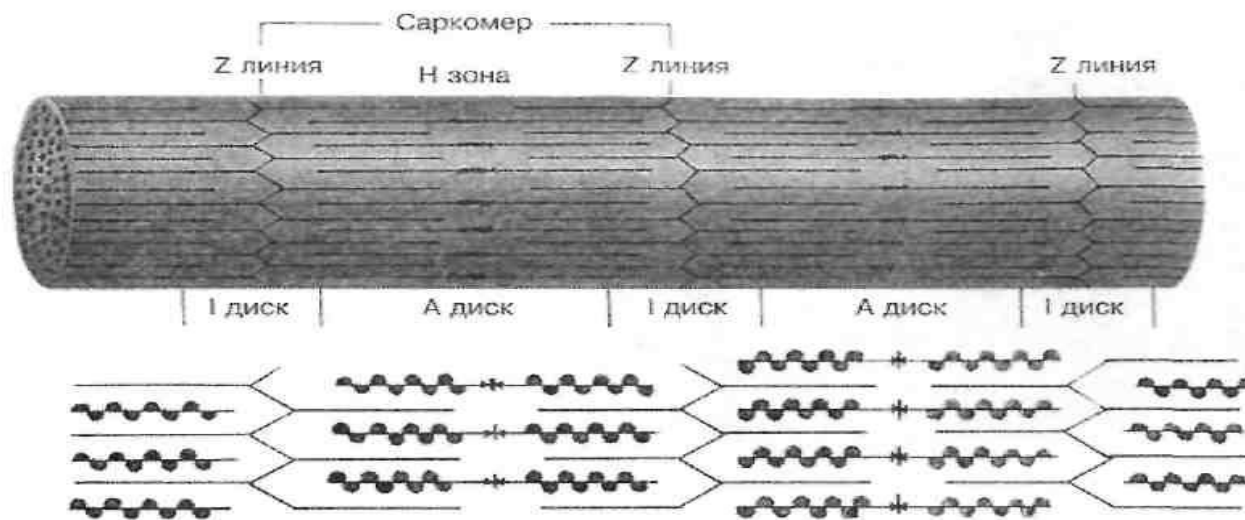 Саркомер
Z линия H зона Z линия Z линия
I диск A диск I диск A диск I диск